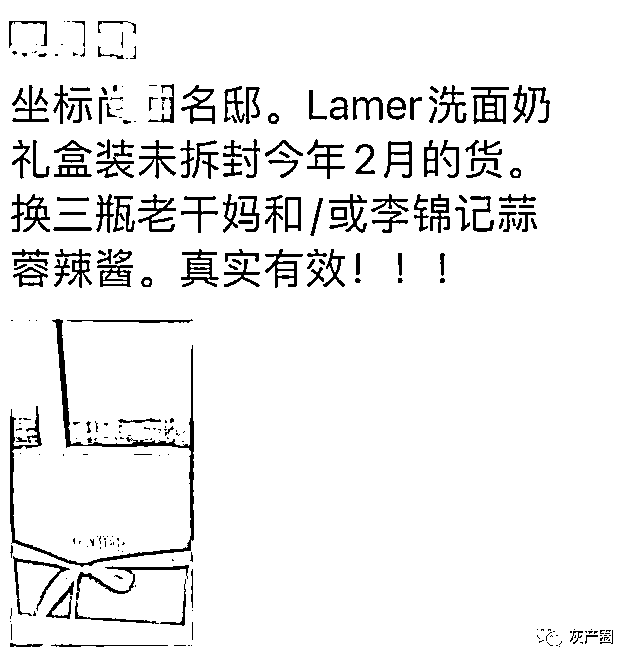 坐标尚名邸。Lamer洗面奶
礼盒装未拆封今年2月的货。
换三瓶老干妈和/或李锦记蒜
蓉辣酱。真实有效！！！
灰产圈